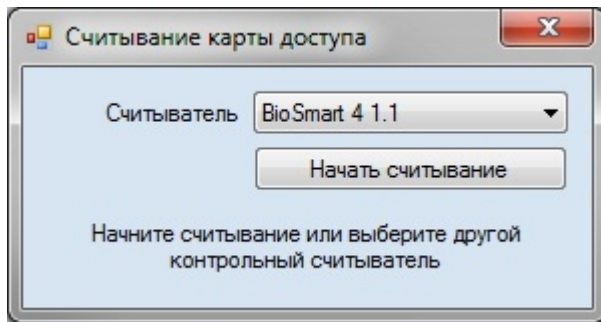 Считывание карты доступа
Считыватель BioSmart 4 1.1
Начать считывание
Начните считывание или выберите другой
контрольный считыватель